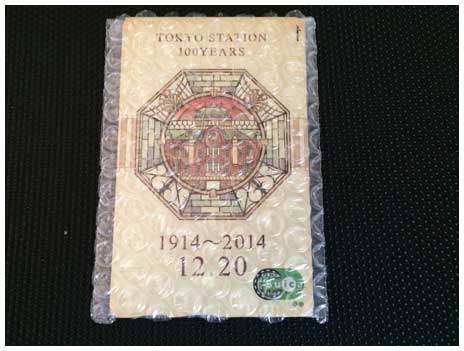 TOKYO STATION
100YEARS
1914～2014
12.20
Suica